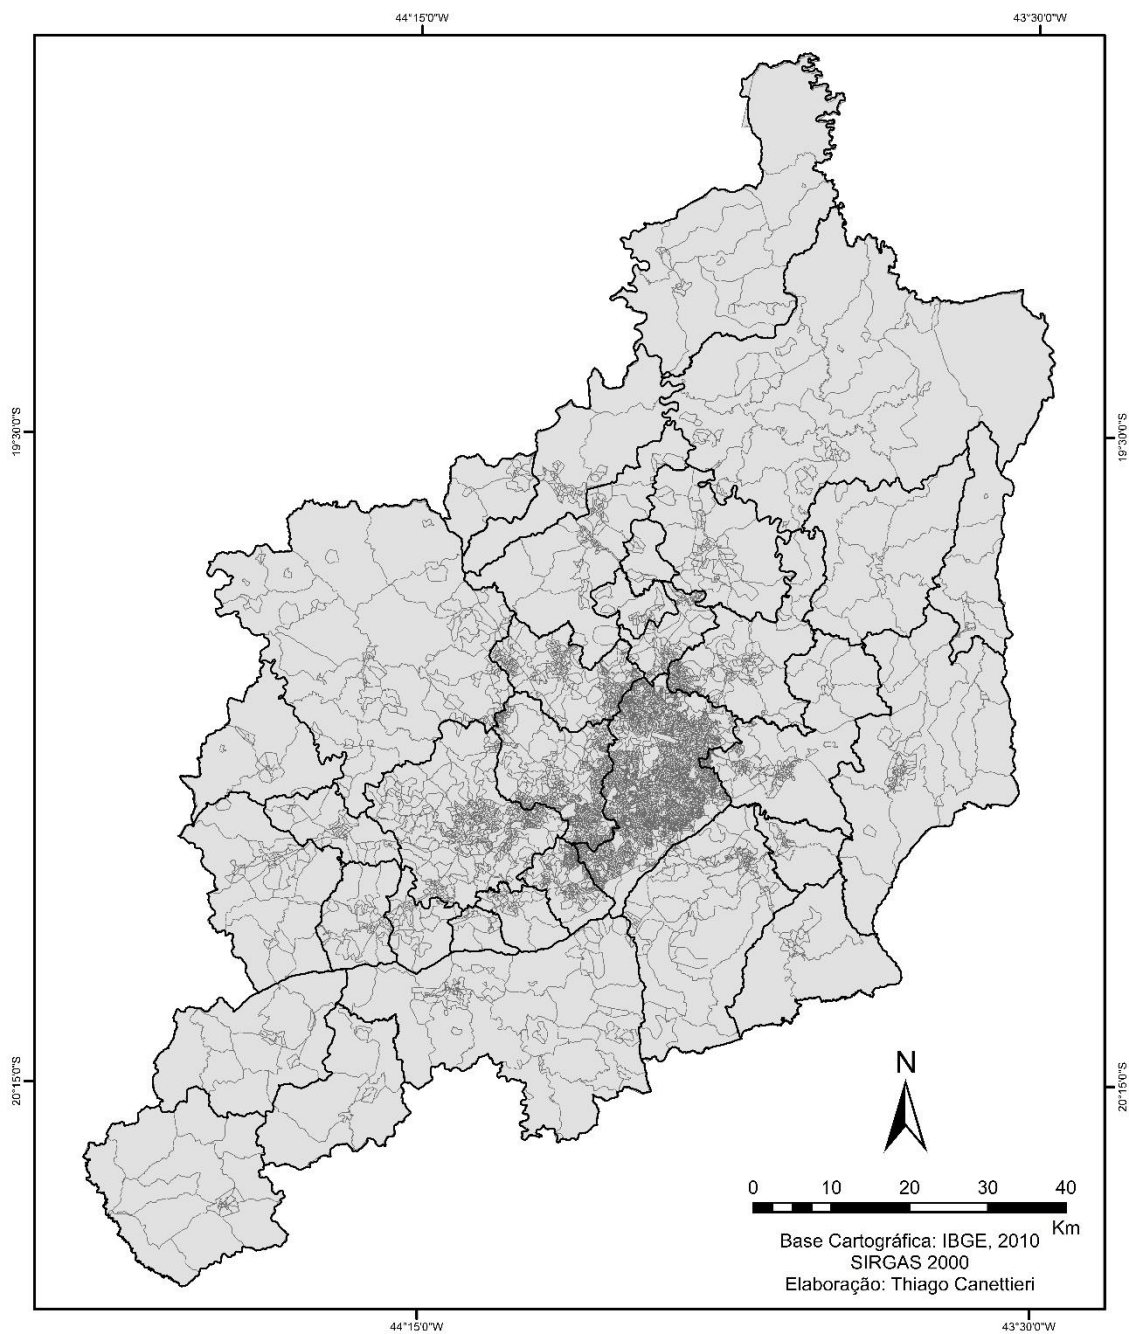 44°15'0"W
43°30'0"W
19°30'0"S
19°30'0"S
20°15'0"S
20°15'0"S
N
0 10 20 30 40
Km
Base Cartográfica: IBGE, 2010
SIRGAS 2000
Elaboração: Thiago Canettieri
44°15'0"W
43°30'0"W